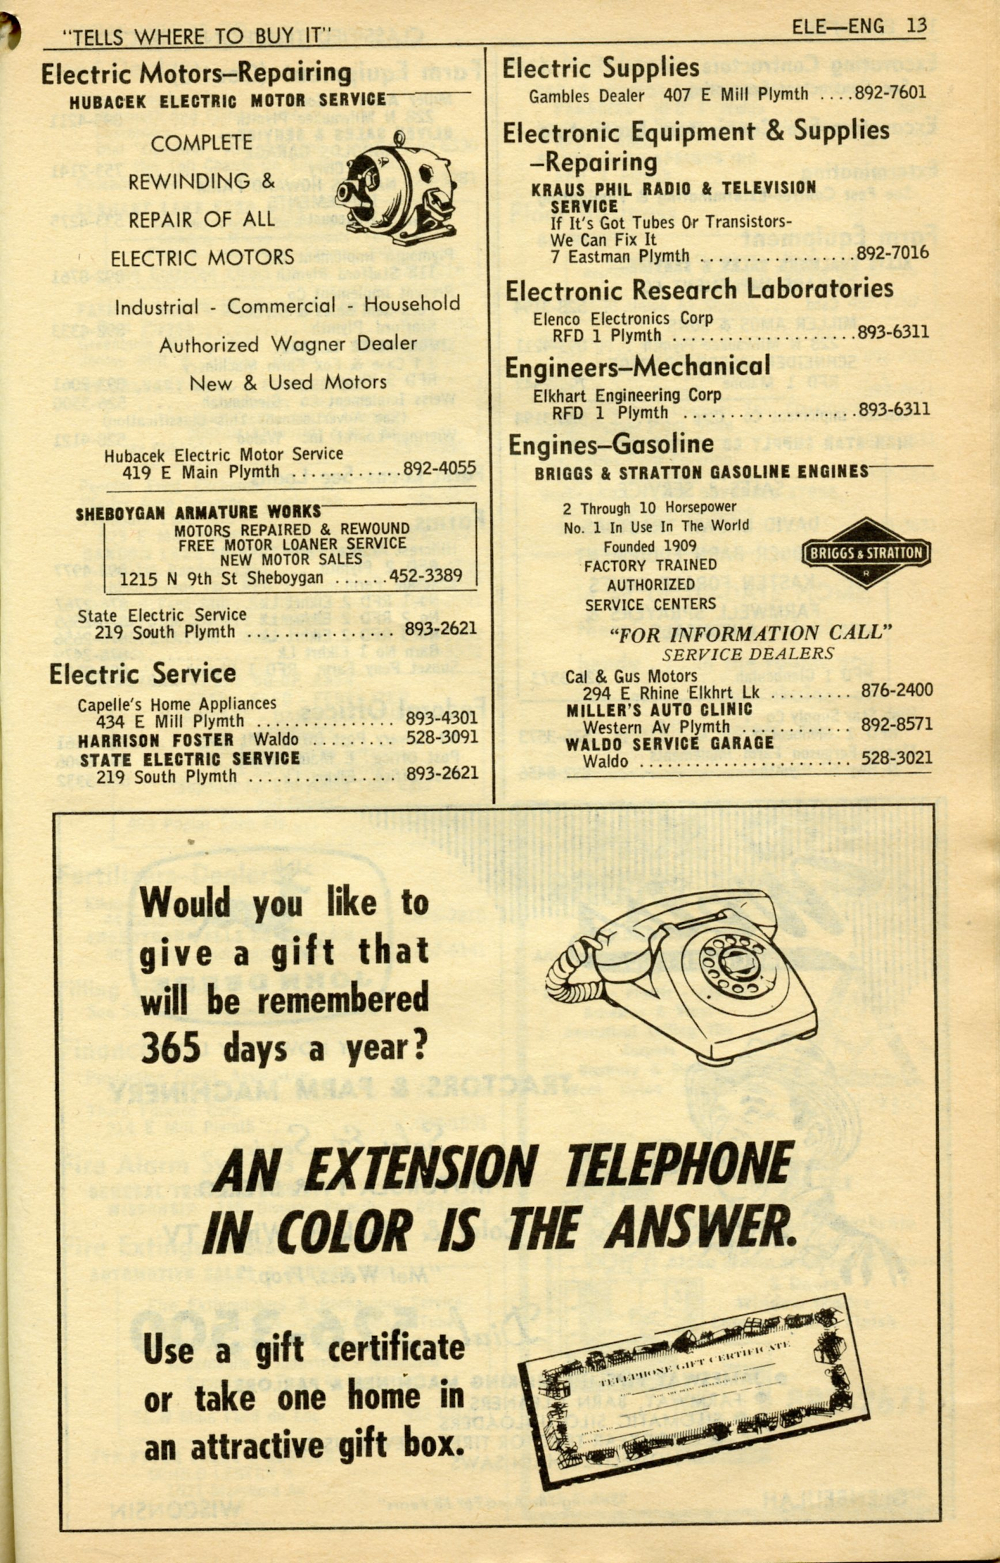 "TELLS WHERE TO BUY IT"
ELE—ENG 13
Electric Motors—Repairing
HUBACEK ELECTRIC MOTOR SERVICE
COMPLETE
REWINDING &
REPAIR OF ALL
ELECTRIC MOTORS
Industrial - Commercial - Household
Authorized Wagner Dealer
New & Used Motors
Hubacek Electric Motor Service
419 E Main Plymth ............892-4055
SHEBOYGAN ARMATURE WORKS
MOTORS REPAIRED & REWOUND
FREE MOTOR LOANER SERVICE
NEW MOTOR SALES
1215 N 9th St Sheboygan ......452-3389
State Electric Service
219 South Plymth ................ 893-2621
Electric Service
Capelle's Home Appliances
434 E Mill Plymth ............... 893-4301
HARRISON FOSTER Waldo ......... 528-3091
STATE ELECTRIC SERVICE
219 South Plymth ................ 893-2621
Electric Supplies
Gambles Dealer 407 E Mill Plymth ....892-7601
Electronic Equipment & Supplies
—Repairing
KRAUS PHIL RADIO & TELEVISION
SERVICE
If It's Got Tubes Or Transistors-
We Can Fix It
7 Eastman Plymth .................892-7016
Electronic Research Laboratories
Elenco Electronics Corp
RFD 1 Plymth ....................893-6311
Engineers—Mechanical
Elkhart Engineering Corp
RFD 1 Plymth ...................893-6311
Engines—Gasoline
BRIGGS & STRATTON GASOLINE ENGINES
2 Through 10 Horsepower
No. 1 In Use In The World
Founded 1909
FACTORY TRAINED
AUTHORIZED
SERVICE CENTERS
BRIGGS & STRATTON
R
"FOR INFORMATION CALL"
SERVICE DEALERS
Cal & Gus Motors
294 E Rhine Elkhrt Lk ......... 876-2400
MILLER'S AUTO CLINIC
Western Av Plymth .............. 892-8571
WALDO SERVICE GARAGE
Waldo ........................ 528-3021
Would you like to
give a gift that
will be remembered
365 days a year?
AN EXTENSION TELEPHONE
IN COLOR IS THE ANSWER.
Use a gift certificate
or take one home in
an attractive gift box.
TELEPHONE GIFT CERTIFICATE